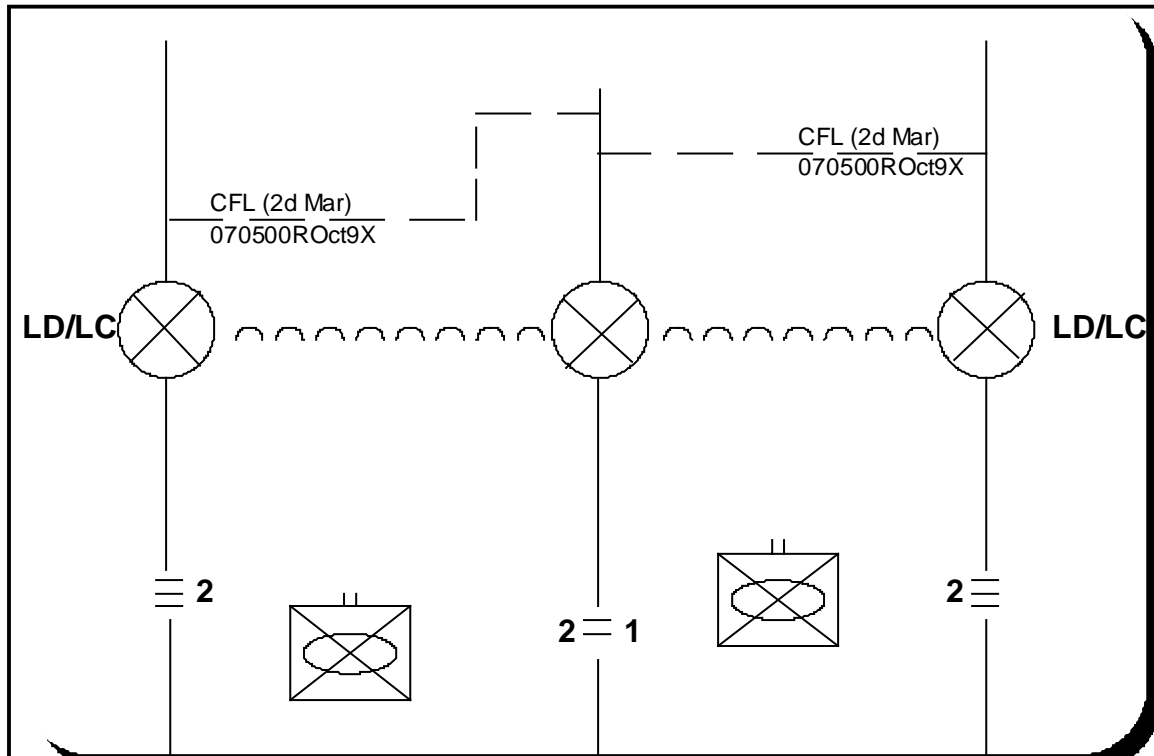 CFL (2d Mar)
070500ROct9X
CFL (2d Mar)
070500ROct9X
LD/LC
LD/LC
2
2
2 1